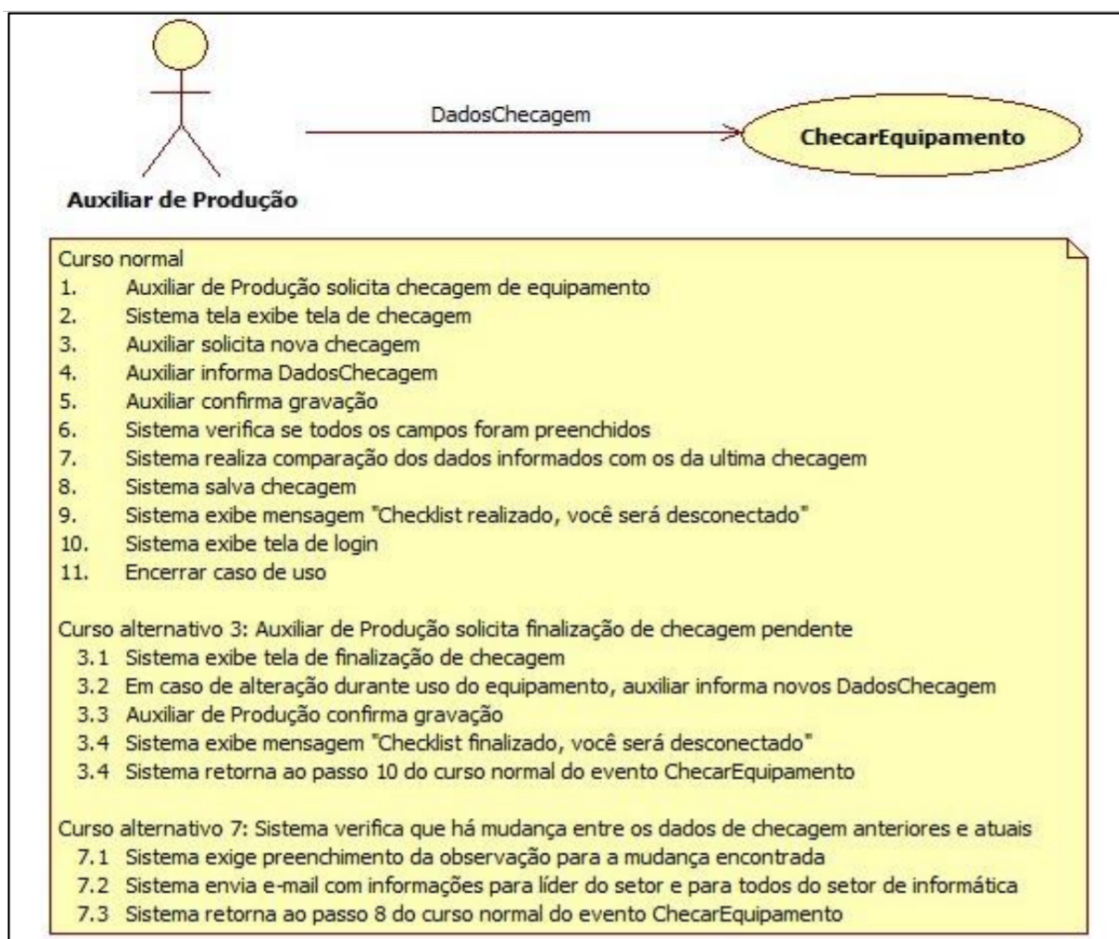 DadosChecagem
ChecarEquipamento
Auxiliar de Produção
Curso normal
1. Auxiliar de Produção solicita checagem de equipamento
2. Sistema tela exibe tela de checagem
3. Auxiliar solicita nova checagem
4. Auxiliar informa DadosChecagem
5. Auxiliar confirma gravação
6. Sistema verifica se todos os campos foram preenchidos
7. Sistema realiza comparação dos dados informados com os da ultima checagem
8. Sistema salva checagem
9. Sistema exibe mensagem "Checklist realizado, você será desconectado"
10. Sistema exibe tela de login
11. Encerrar caso de uso
Curso alternativo 3: Auxiliar de Produção solicita finalização de checagem pendente
3.1 Sistema exibe tela de finalização de checagem
3.2 Em caso de alteração durante uso do equipamento, auxiliar informa novos DadosChecagem
3.3 Auxiliar de Produção confirma gravação
3.4 Sistema exibe mensagem "Checklist finalizado, você será desconectado"
3.4 Sistema retorna ao passo 10 do curso normal do evento ChecarEquipamento
Curso alternativo 7: Sistema verifica que há mudança entre os dados de checagem anteriores e atuais
7.1 Sistema exige preenchimento da observação para a mudança encontrada
7.2 Sistema envia e-mail com informações para líder do setor e para todos do setor de informática
7.3 Sistema retorna ao passo 8 do curso normal do evento ChecarEquipamento